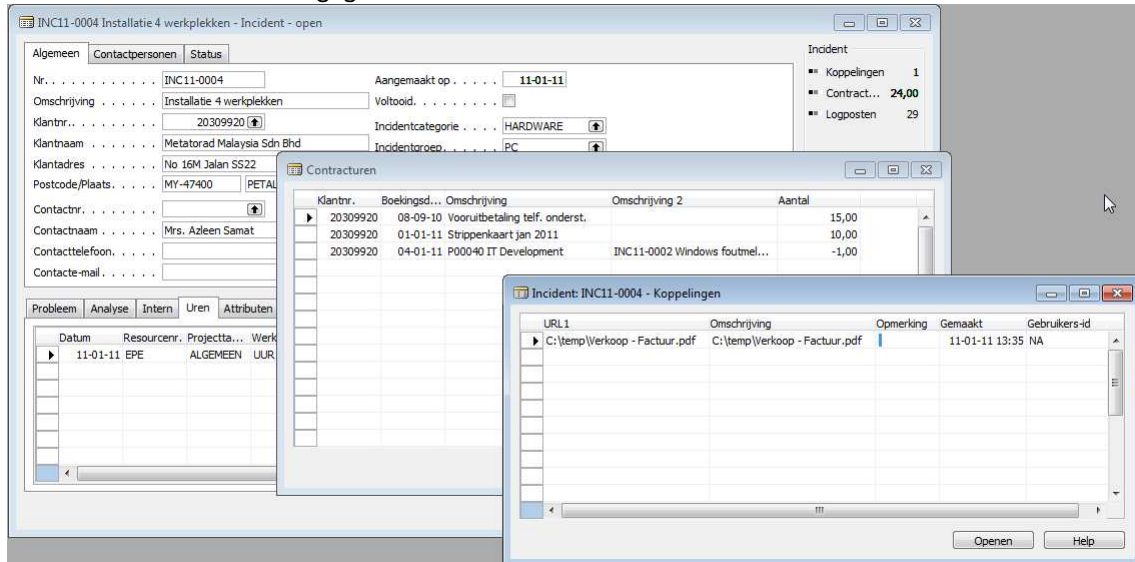 INC11-0004 Installatie 4 werkplekken - Incident - open
Algemeen Contactpersonen Status
Nr. . . . . . . . . . . . . INC11-0004
Omschrijving . . . . . . Installatie 4 werkplekken
Klantnr.. . . . . . . . . . 20309920
Klantnaam . . . . . . . Metatorad Malaysia Sdn Bhd
Klantadres . . . . . . . No 16M Jalan SS22
Postcode/Plaats. . . . . MY-47400 PETAL
Contactnr. . . . . . . .
Contactnaam . . . . . . Mrs. Azleen Samat
Contacttelefoon. . . . .
Contacte-mail . . . . . .
Aangemaakt op . . . . . 11-01-11
Voltooid. . . . . . . . .
Incidentcategorie . . . . HARDWARE
Incidentgroep. . . . . . PC
Incident
Koppelingen 1
Contract... 24,00
Logposten 29
Probleem Analyse Intern Uren Attributen
Datum Resourcenr. Projectta... Werk
11-01-11 EPE ALGEMEEN UUR
Contracturen
Klantnr. Boekingsd... Omschrijving Omschrijving 2 Aantal
20309920 08-09-10 Vooruitbetaling telf. onderst. 15,00
20309920 01-01-11 Strippenkaart jan 2011 10,00
20309920 04-01-11 P00040 IT Development INC11-0002 Windows foutmel... -1,00
Incident: INC11-0004 - Koppelingen
URL1 Omschrijving Opmerking Gemaakt Gebruikers-id
C:\temp\Verkoop - Factuur.pdf C:\temp\Verkoop - Factuur.pdf 11-01-11 13:35 NA
Openen Help